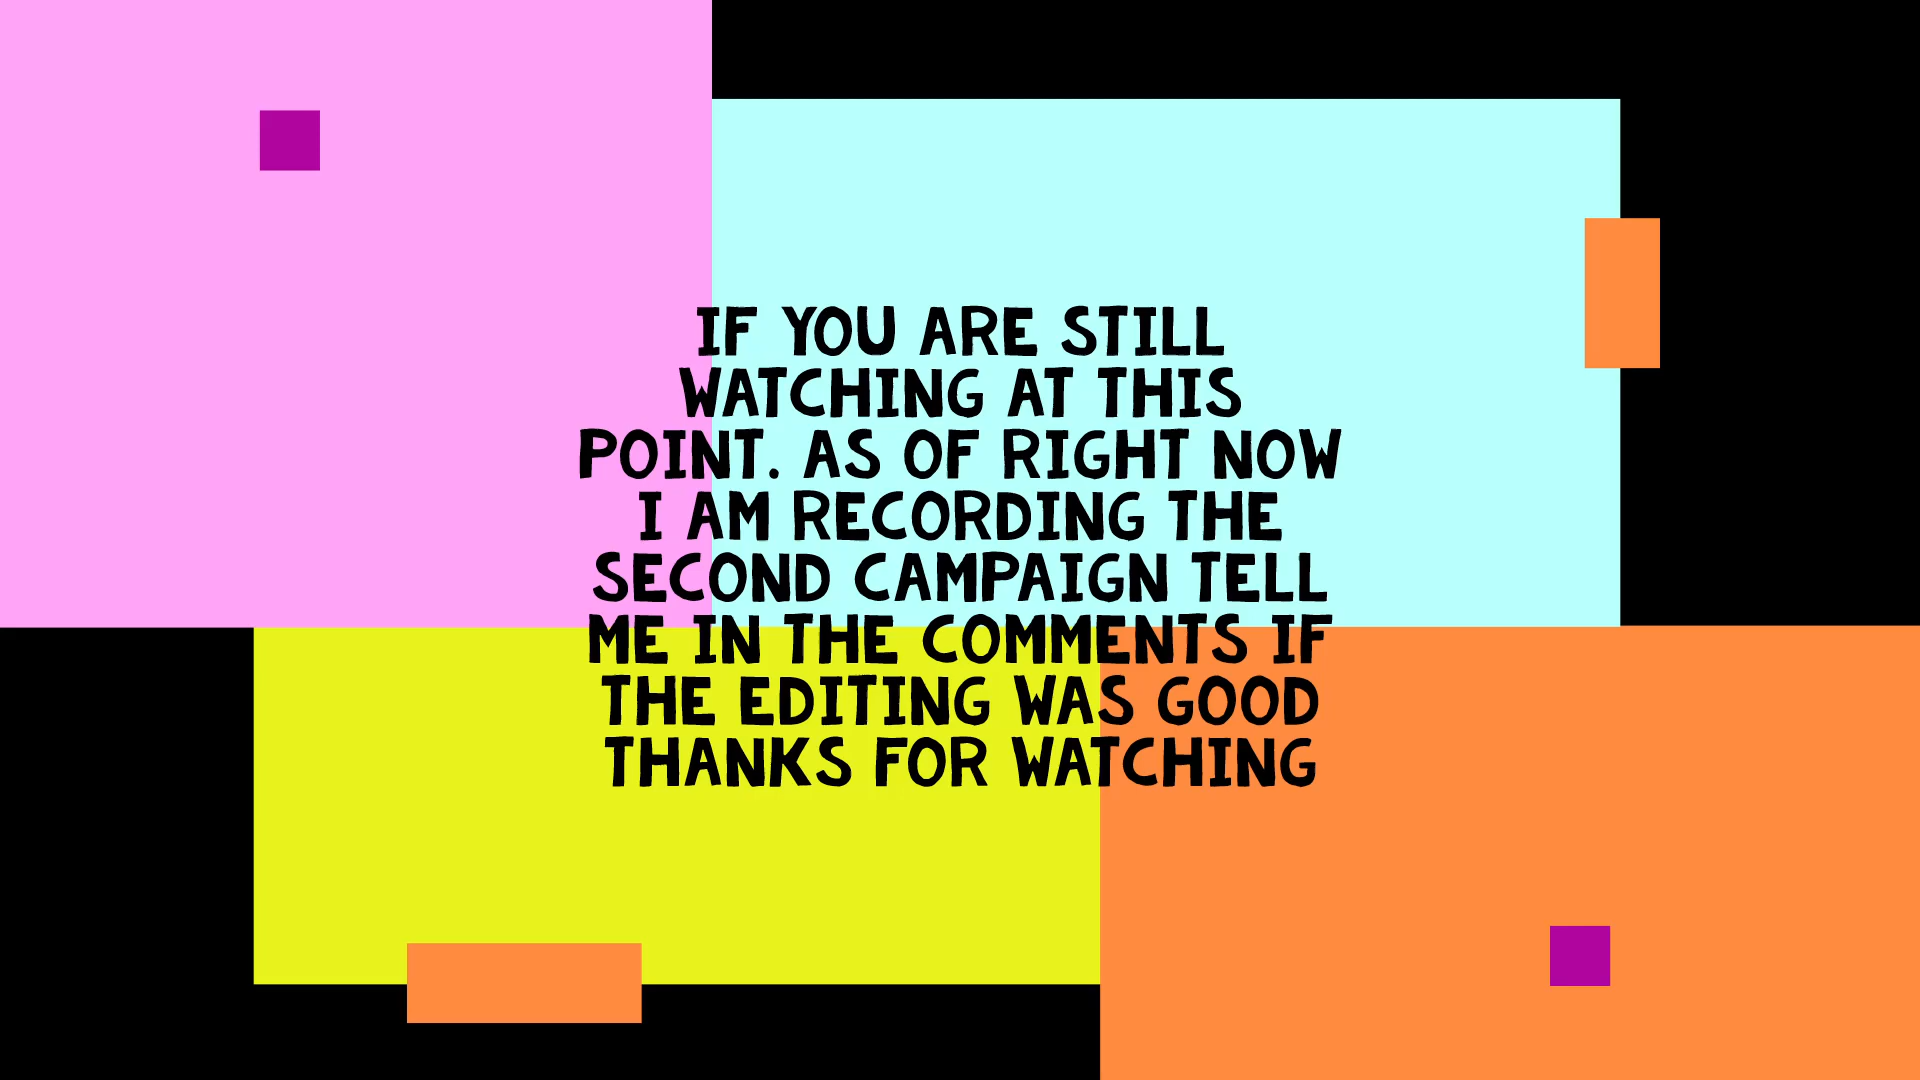 IF YOU ARE STILL
WATCHING AT THIS
POINT. AS OF RIGHT NOW
I AM RECORDING THE
SECOND CAMPAIGN TELL
ME IN THE COMMENTS IF
THE EDITING WAS GOOD
THANKS FOR WATCHING